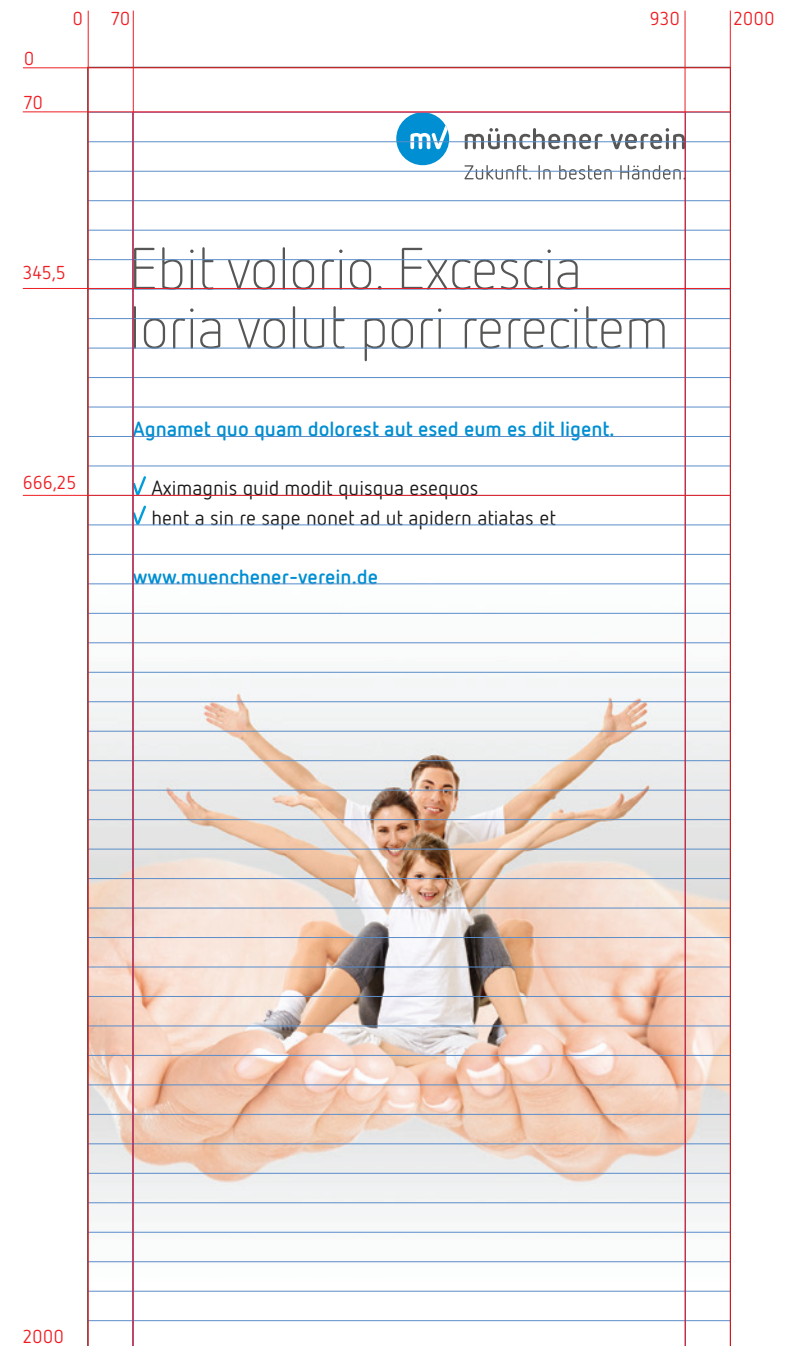 0 70 930 2000
0
70
mv münchener verein
Zukunft. In besten Händen.
Ebit volorio. Excescia
345,5
loria volut pori rerecitem
Agnamet quo quam dolorest aut esed eum es dit ligent.
666,25
√ Aximagnis quid modit quisqua esequos
√ hent a sin re sape nonet ad ut apidern atiatas et
www.muenchener-verein.de
2000